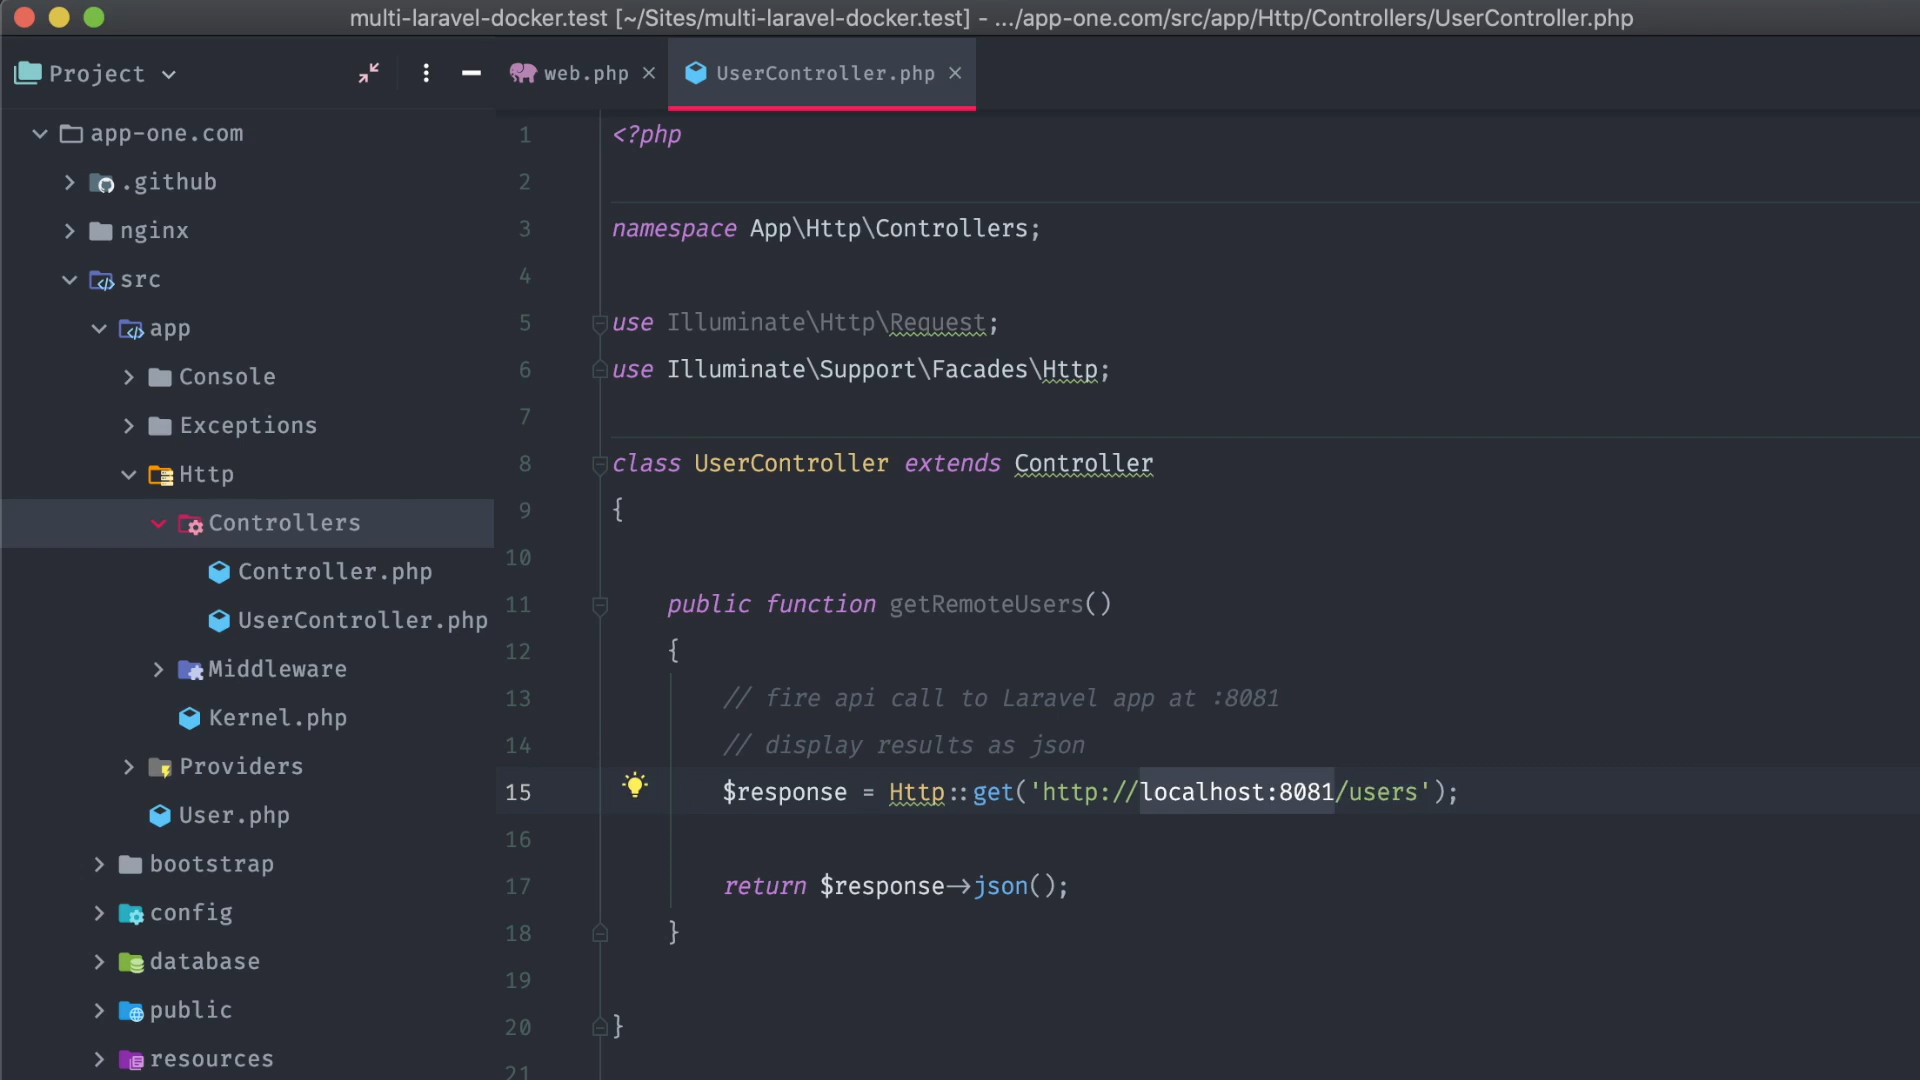 multi-laravel-docker.test [~/Sites/multi-laravel-docker.test] - .../app-one.com/src/app/Http/Controllers/UserController.php
Project
web.php
UserController.php
app-one.com
.github
nginx
src
app
Console
Exceptions
Http
Controllers
Controller.php
UserController.php
Middleware
Kernel.php
Providers
User.php
bootstrap
config
database
public
resources
1 <?php
2
3 namespace App\Http\Controllers;
4
5 use Illuminate\Http\Request;
6 use Illuminate\Support\Facades\Http;
7
8 class UserController extends Controller
9 {
10
11 public function getRemoteUsers()
12 {
13 // fire api call to Laravel app at :8081
14 // display results as json
15 $response = Http::get('http://localhost:8081/users');
16
17 return $response->json();
18 }
19
20 }
21